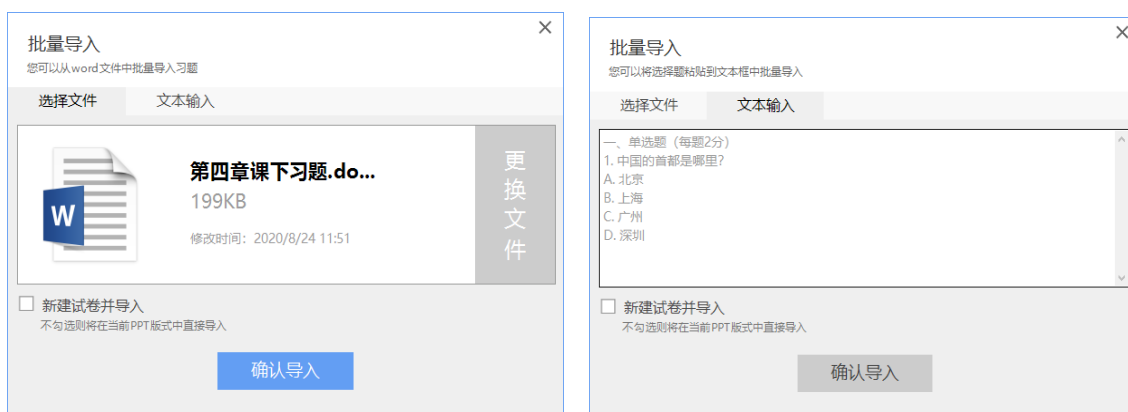 批量导入
您可以从word文件中批量导入习题
选择文件
文本输入
W
第四章课下习题.do...
199KB
修改时间：2020/8/24 11:51
更换文件
新建试卷并导入
不勾选则将在当前PPT版式中直接导入
确认导入
批量导入
您可以将选择题粘贴到文本框中批量导入
选择文件
文本输入
一、单选题（每题2分）
1. 中国的首都是哪里?
A. 北京
B. 上海
C. 广州
D. 深圳
新建试卷并导入
不勾选则将在当前PPT版式中直接导入
确认导入